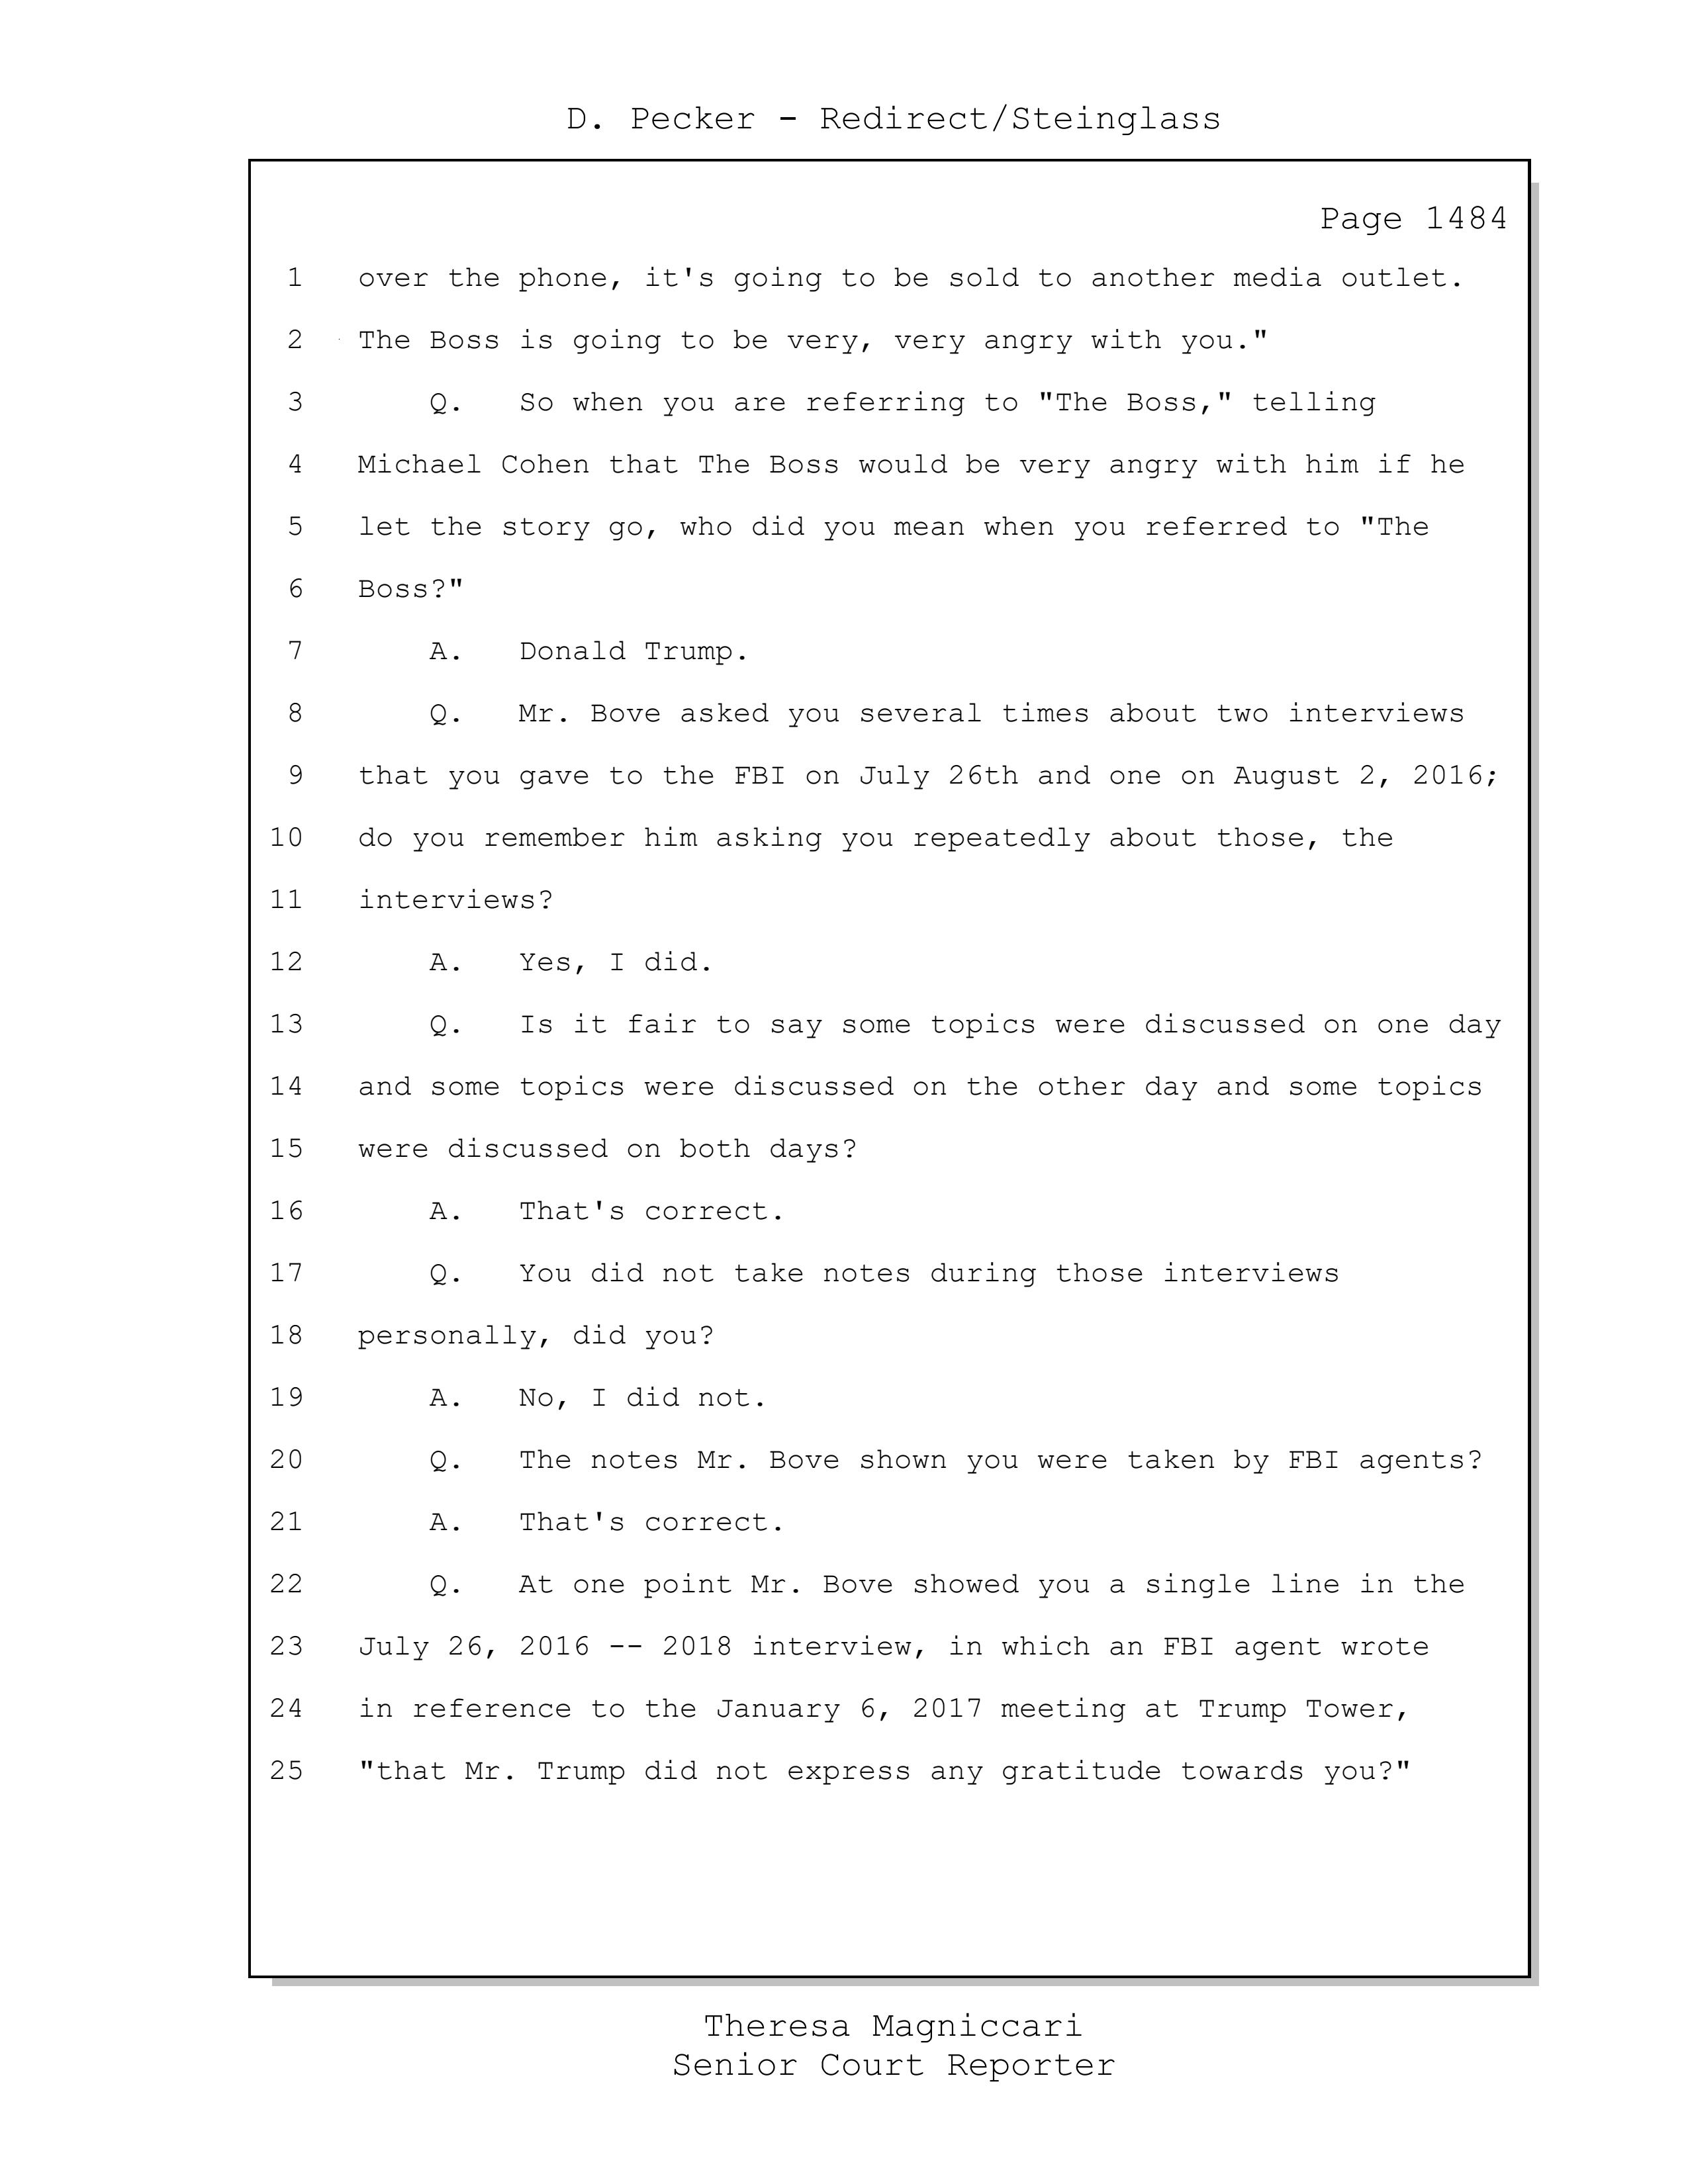 D. Pecker - Redirect/Steinglass
Page 1484
1 over the phone, it's going to be sold to another media outlet.
2 The Boss is going to be very, very angry with you."
3 Q. So when you are referring to "The Boss," telling
4 Michael Cohen that The Boss would be very angry with him if he
5 let the story go, who did you mean when you referred to "The
6 Boss?"
7 A. Donald Trump.
8 Q. Mr. Bove asked you several times about two interviews
9 that you gave to the FBI on July 26th and one on August 2, 2016;
10 do you remember him asking you repeatedly about those, the
11 interviews?
12 A. Yes, I did.
13 Q. Is it fair to say some topics were discussed on one day
14 and some topics were discussed on the other day and some topics
15 were discussed on both days?
16 A. That's correct.
17 Q. You did not take notes during those interviews
18 personally, did you?
19 A. No, I did not.
20 Q. The notes Mr. Bove shown you were taken by FBI agents?
21 A. That's correct.
22 Q. At one point Mr. Bove showed you a single line in the
23 July 26, 2016 -- 2018 interview, in which an FBI agent wrote
24 in reference to the January 6, 2017 meeting at Trump Tower,
25 "that Mr. Trump did not express any gratitude towards you?"
Theresa Magniccari
Senior Court Reporter